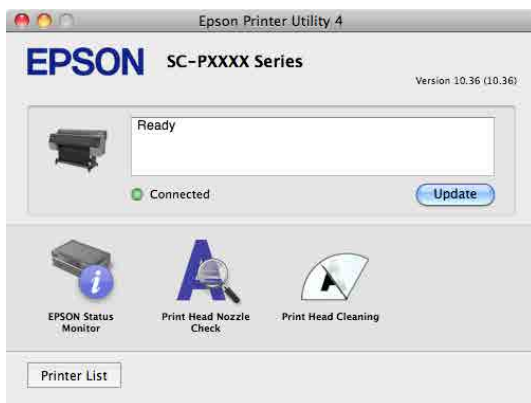 Epson Printer Utility 4
EPSON
SC-PXXXX Series
Version 10.36 (10.36)
Ready
Connected
Update
EPSON Status
Monitor
Print Head Nozzle
Check
Print Head Cleaning
Printer List